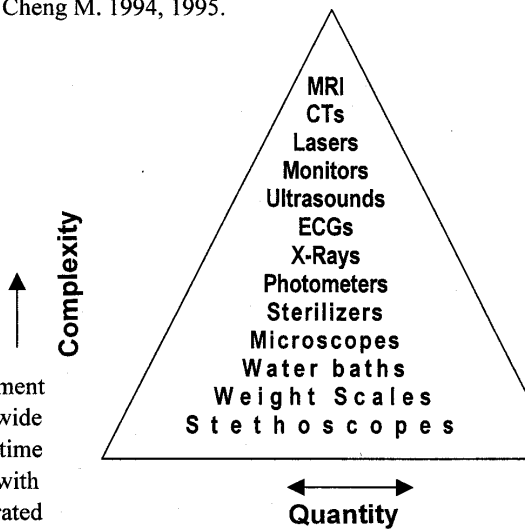 Cheng M. 1994, 1995.
MRI
CTs
Lasers
Monitors
Ultrasounds
ECGs
X-Rays
Photometers
Sterilizers
Microscopes
Water baths
Weight Scales
Stethoscopes
Complexity
Quantity
ment
wide
time
with
rated